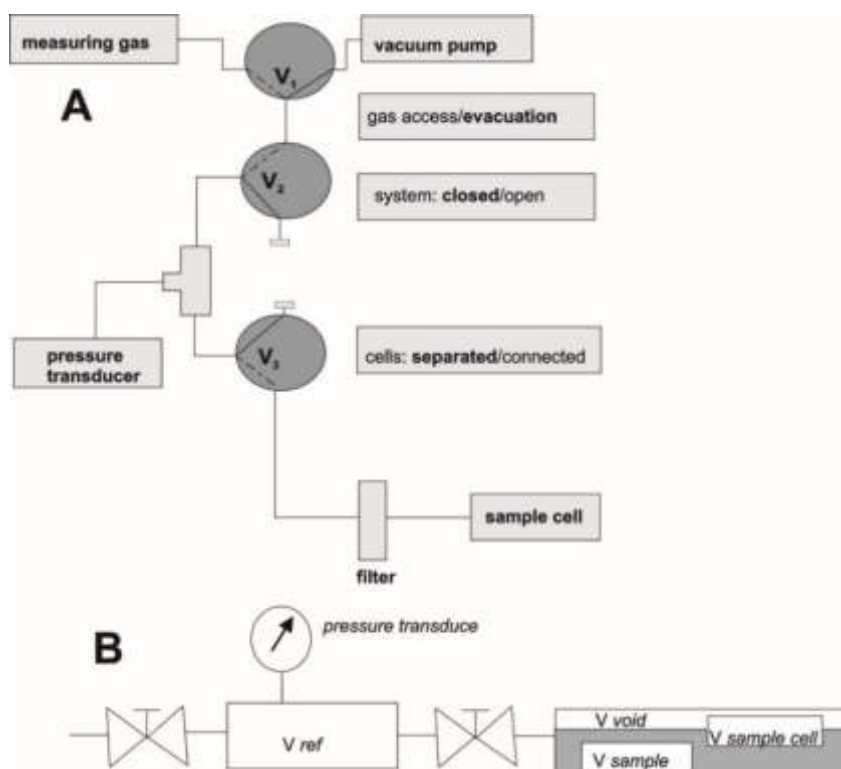 measuring gas
vacuum pump
V1
A
gas access/evacuation
V2
system: closed/open
pressure
transducer
V3
cells: separated/connected
sample cell
filter
B
pressure transduce
V ref
V void
V sample cell
V sample